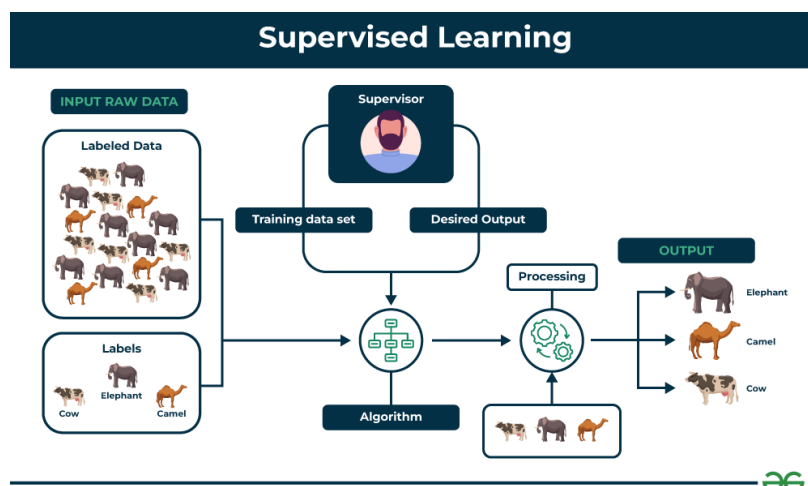 Supervised Learning
INPUT RAW DATA
Labeled Data
Supervisor
Training data set
Desired Output
Labels
Elephant
Cow
Camel
Algorithm
Processing
OUTPUT
Elephant
Camel
Cow